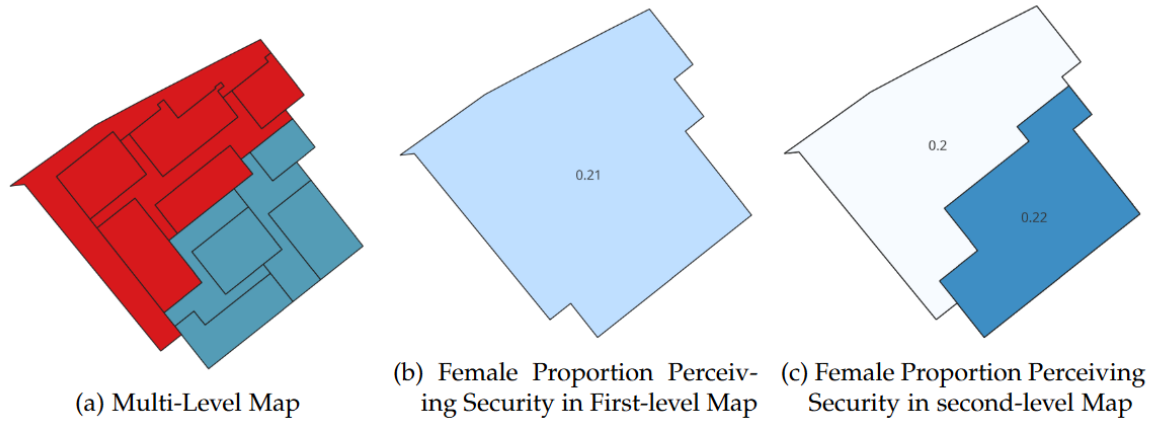 0.21
0.2
0.22
(a) Multi-Level Map
(b) Female Proportion Perceiv-
ing Security in First-level Map
(c) Female Proportion Perceiving
Security in second-level Map